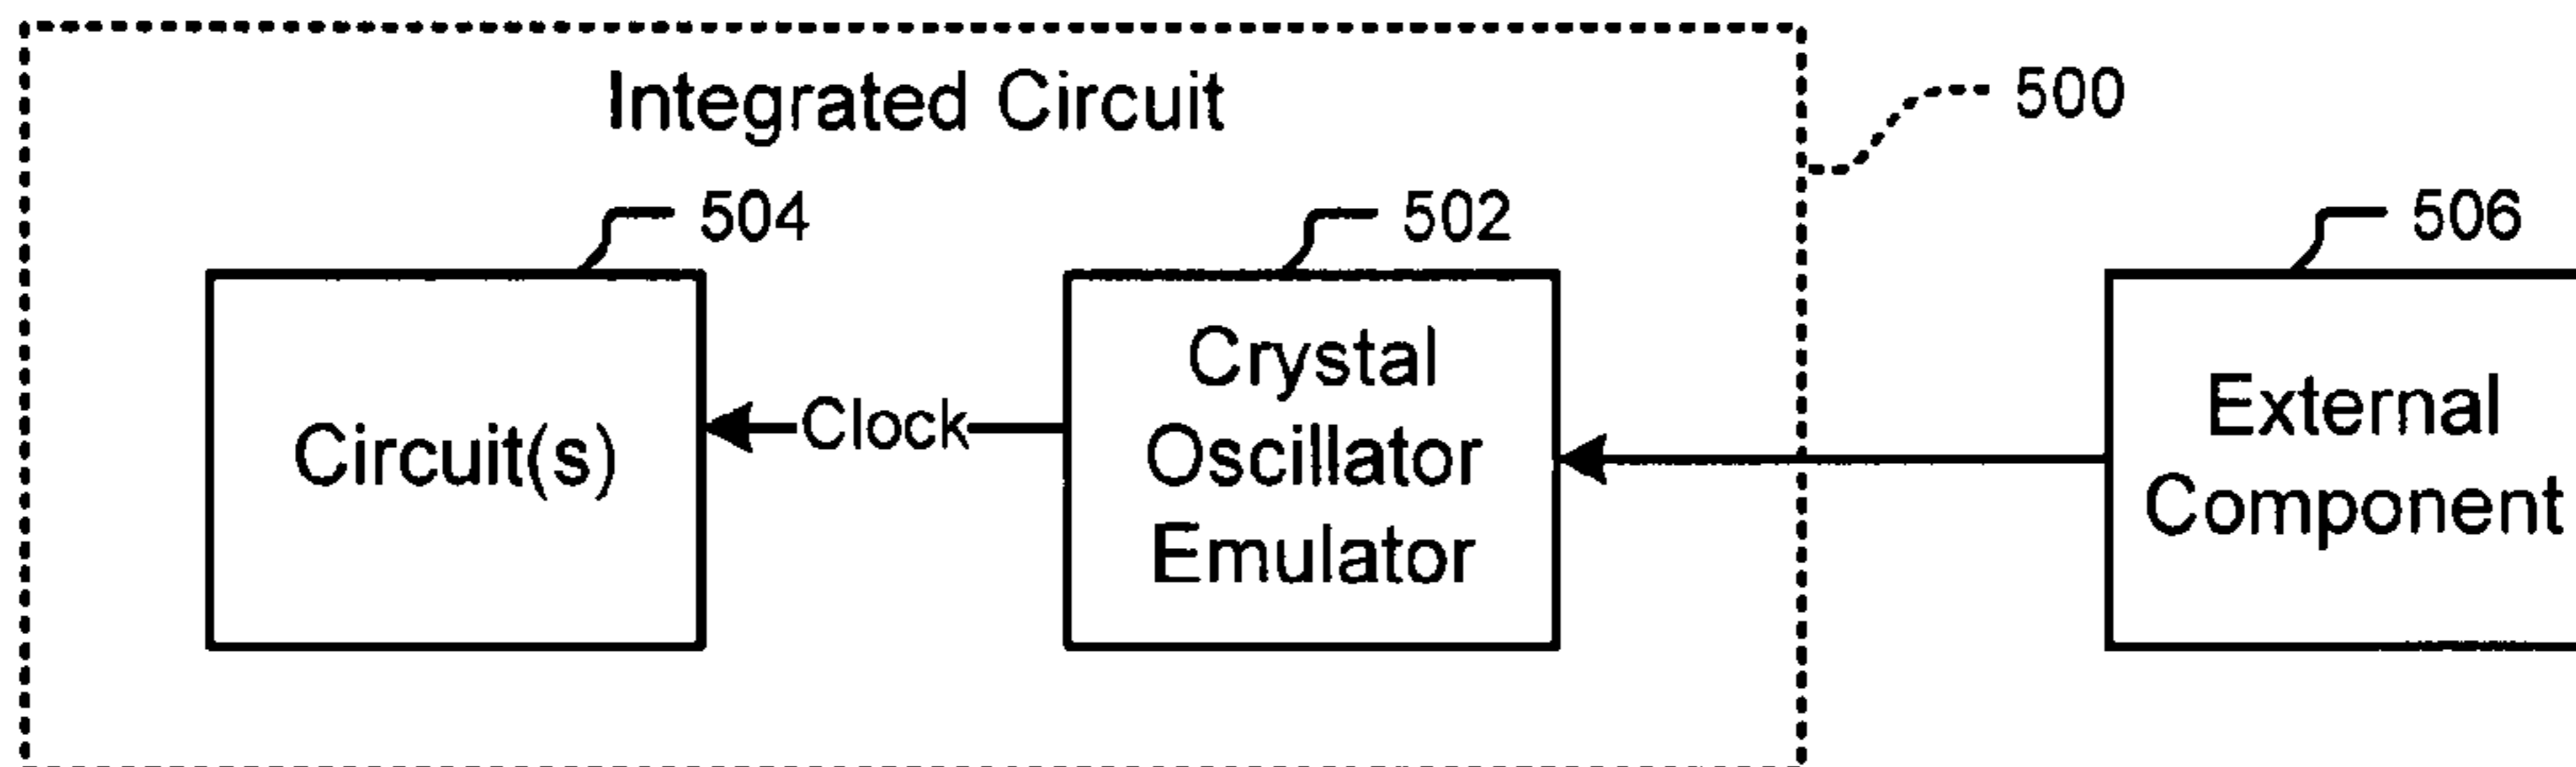 Integrated Circuit
500
504
502
506
Circuit(s)
Clock
Crystal
Oscillator
Emulator
External
Component